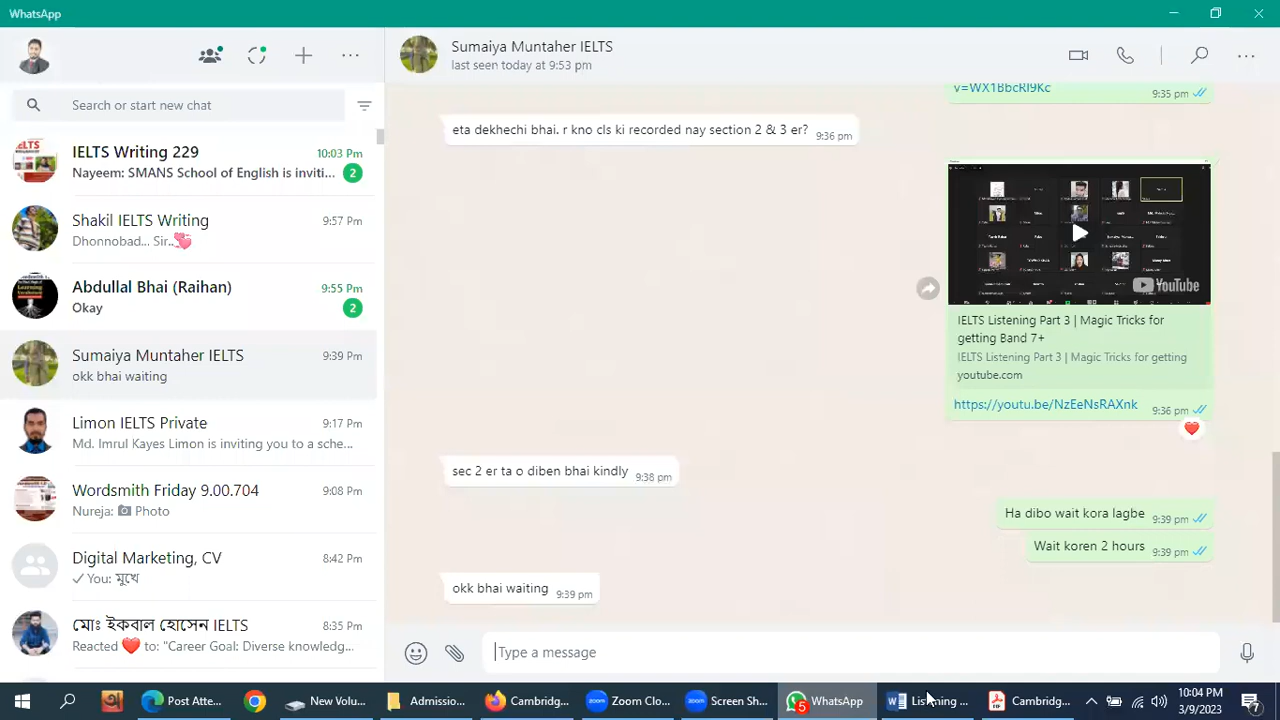 WhatsApp
Sumaiya Muntaher IELTS
last seen today at 9:53 pm
Search or start new chat
IELTS Writing 229
10:03 Pm
Nayeem: SMANS School of English is inviti...
2
Shakil IELTS Writing
9:57 Pm
Dhonnobad... Sir..
Abdullal Bhai (Raihan)
9:55 Pm
Okay
2
Sumaiya Muntaher IELTS
9:39 Pm
okk bhai waiting
Limon IELTS Private
9:17 Pm
Md. Imrul Kayes Limon is inviting you to a sche...
Wordsmith Friday 9.00.704
9:08 Pm
Nureja: Photo
Digital Marketing, CV
8:42 Pm
You: মুখে
মোঃ ইকবাল হোসেন IELTS
8:35 Pm
Reacted ❤️ to: "Career Goal: Diverse knowledg...
v=WX1BbcRI9Kc
9:35 pm
eta dekhechi bhai. r kno cls ki recorded nay section 2 & 3 er?
9:36 pm
YouTube
IELTS Listening Part 3 | Magic Tricks for
getting Band 7+
IELTS Listening Part 3 | Magic Tricks for getting
youtube.com
https://youtu.be/NzEeNsRAXnk
9:36 pm
sec 2 er ta o diben bhai kindly
9:38 pm
Ha dibo wait kora lagbe
9:39 pm
Wait koren 2 hours
9:39 pm
okk bhai waiting
9:39 pm
Type a message
Post Atte...
New Volu...
Admissio...
Cambridg...
Zoom Clo...
Screen Sh...
5
WhatsApp
Listening ...
Cambridg...
10:04 PM
3/9/2023
7